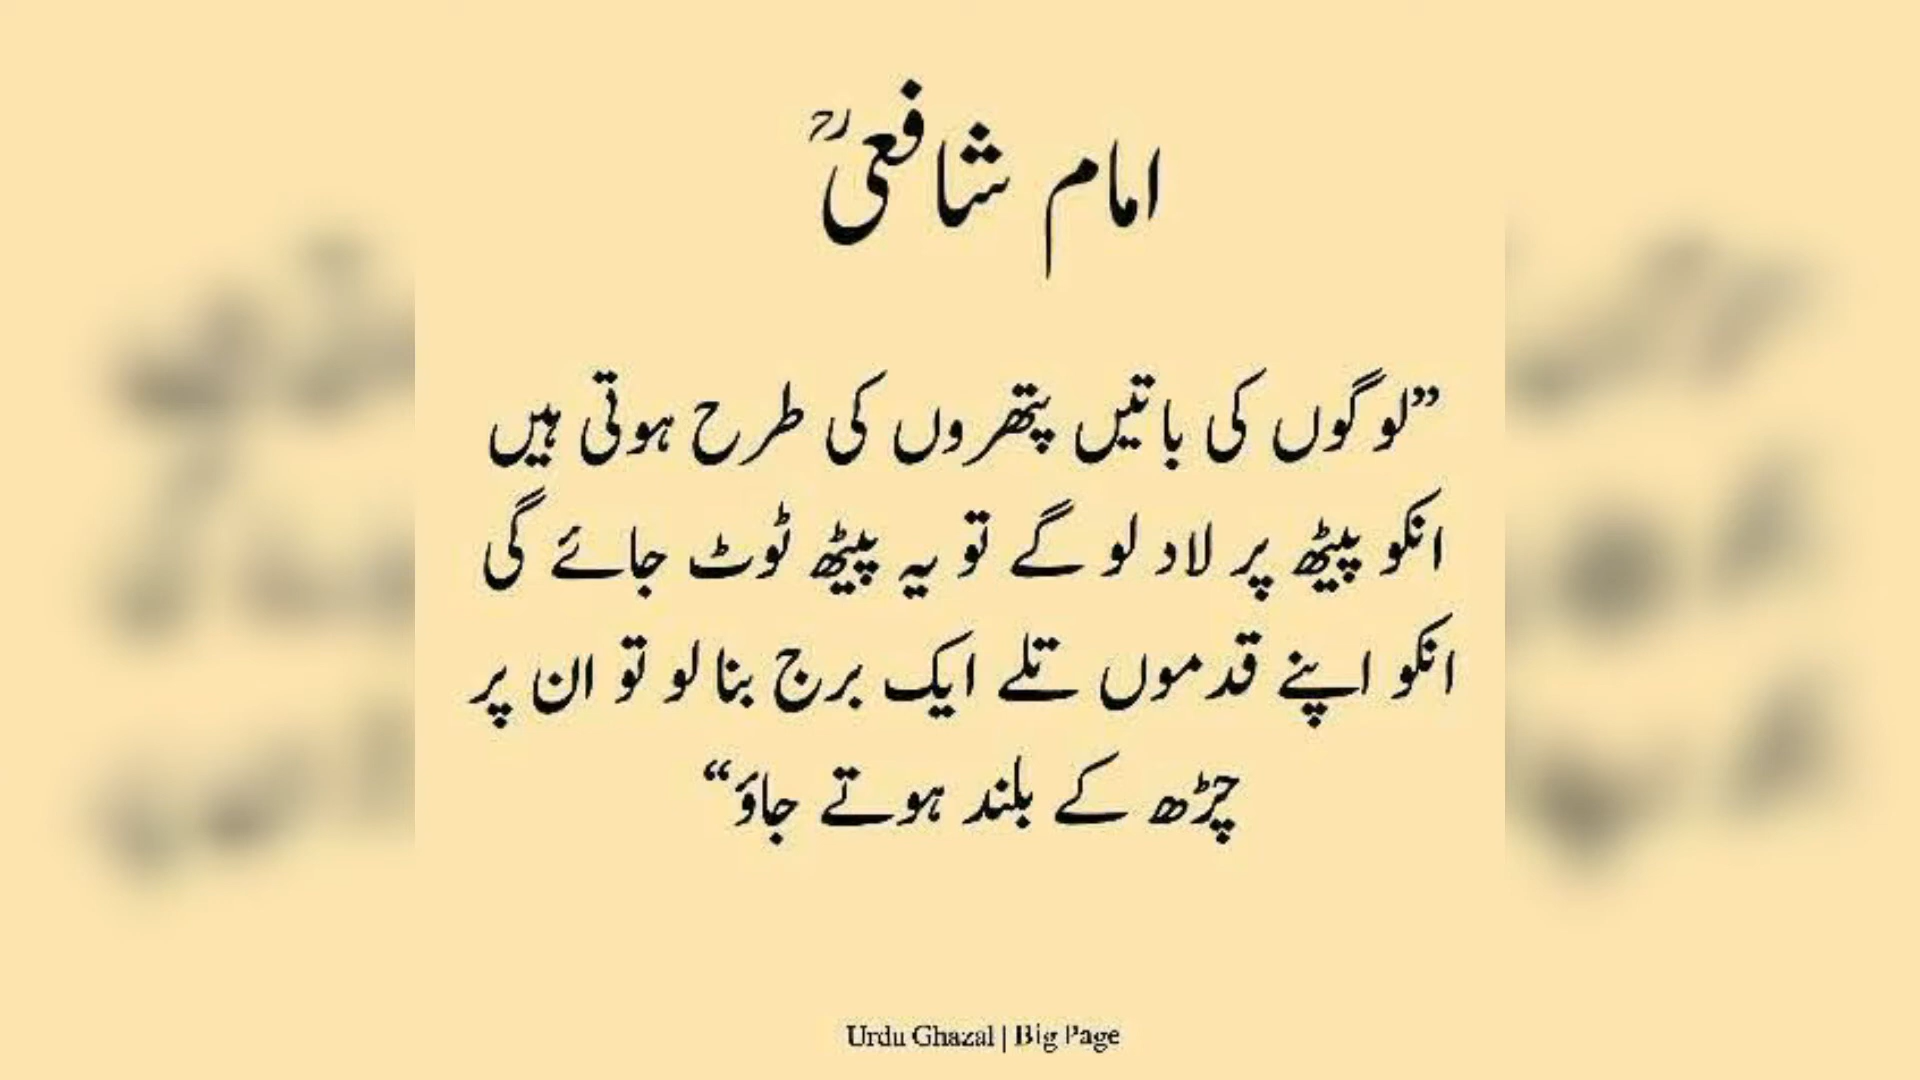 امام شافعیؒ
”لوگوں کی باتیں پتھروں کی طرح ہوتی ہیں
انکو پیٹھ پر لاد لو گے تو یہ پیٹھ ٹوٹ جائے گی
انکو اپنے قدموں تلے ایک برج بنا لو تو ان پر
چڑھ کے بلند ہوتے جاؤ“
Urdu Ghazal | Big Page